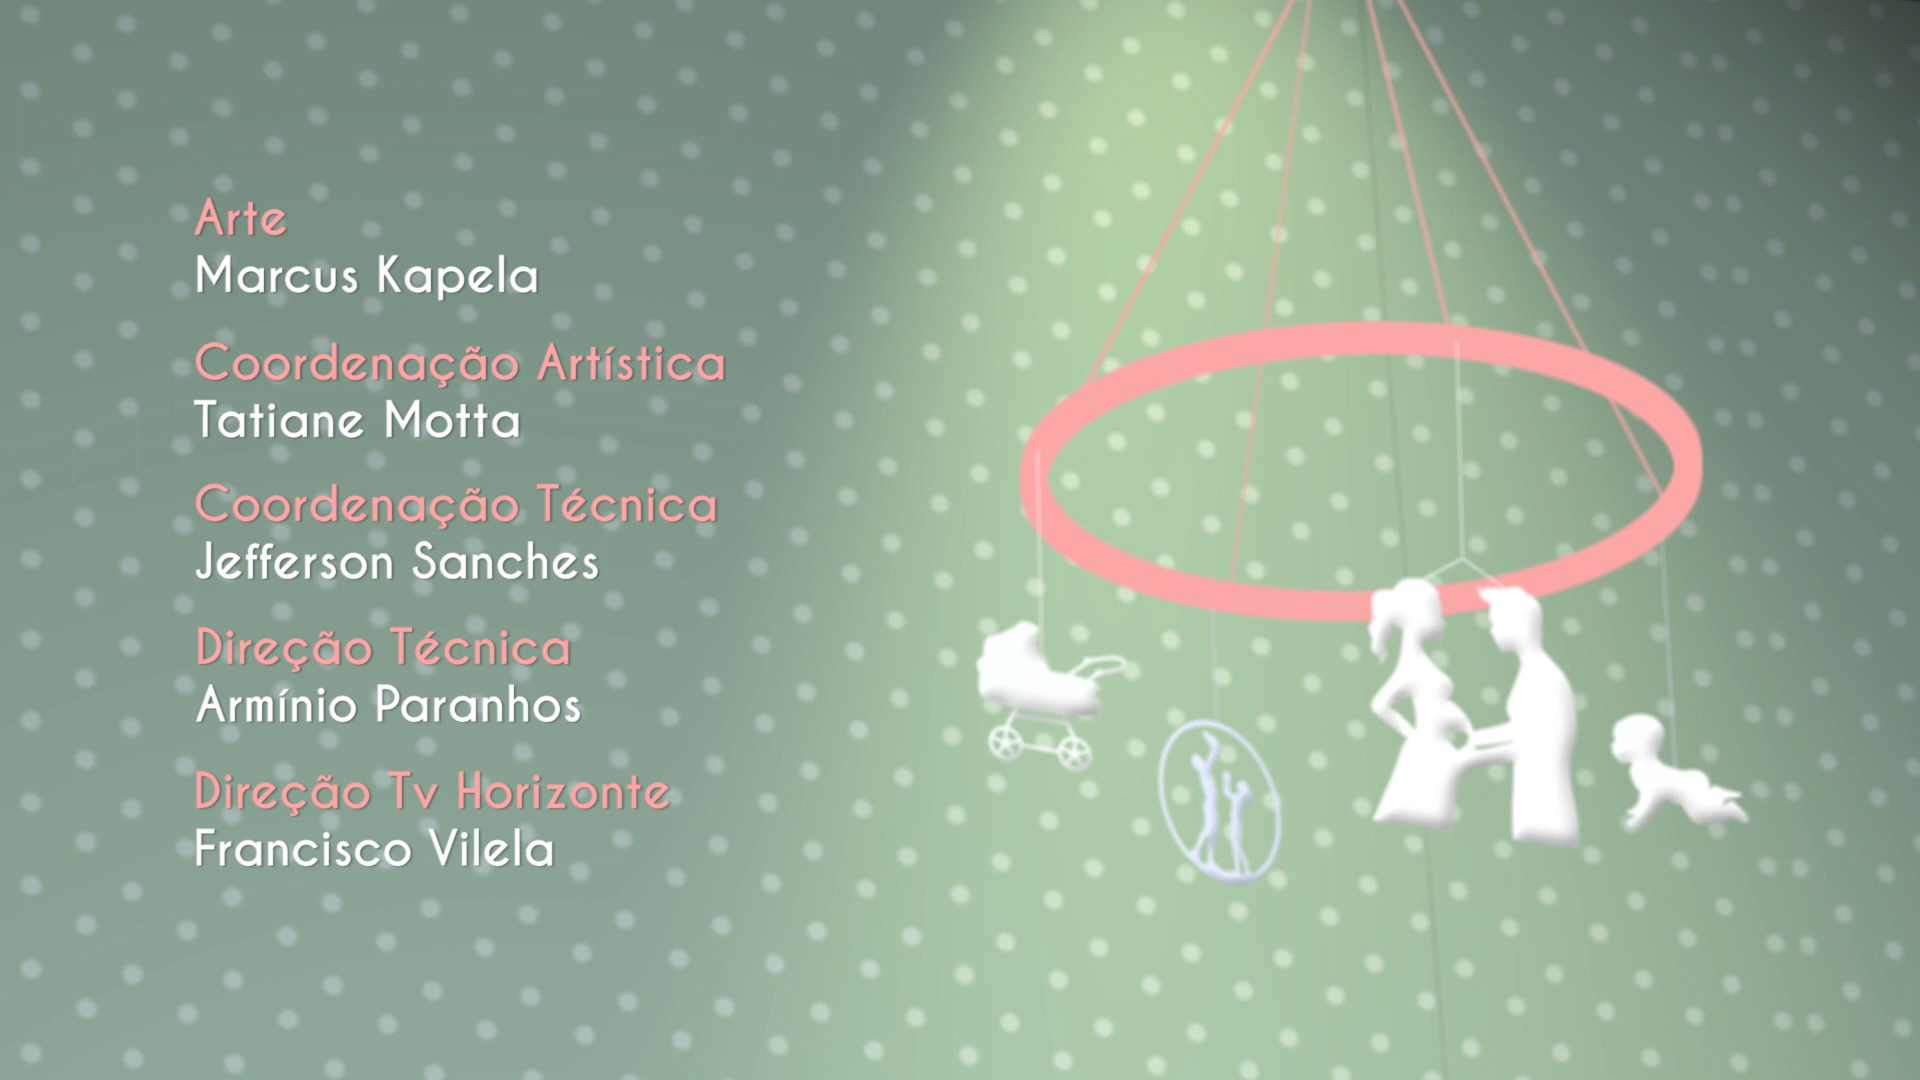 Arte
Marcus Kapela
Coordenação Artística
Tatiane Motta
Coordenação Técnica
Jefferson Sanches
Direção Técnica
Armínio Paranhos
Direção Tv Horizonte
Francisco Vilela